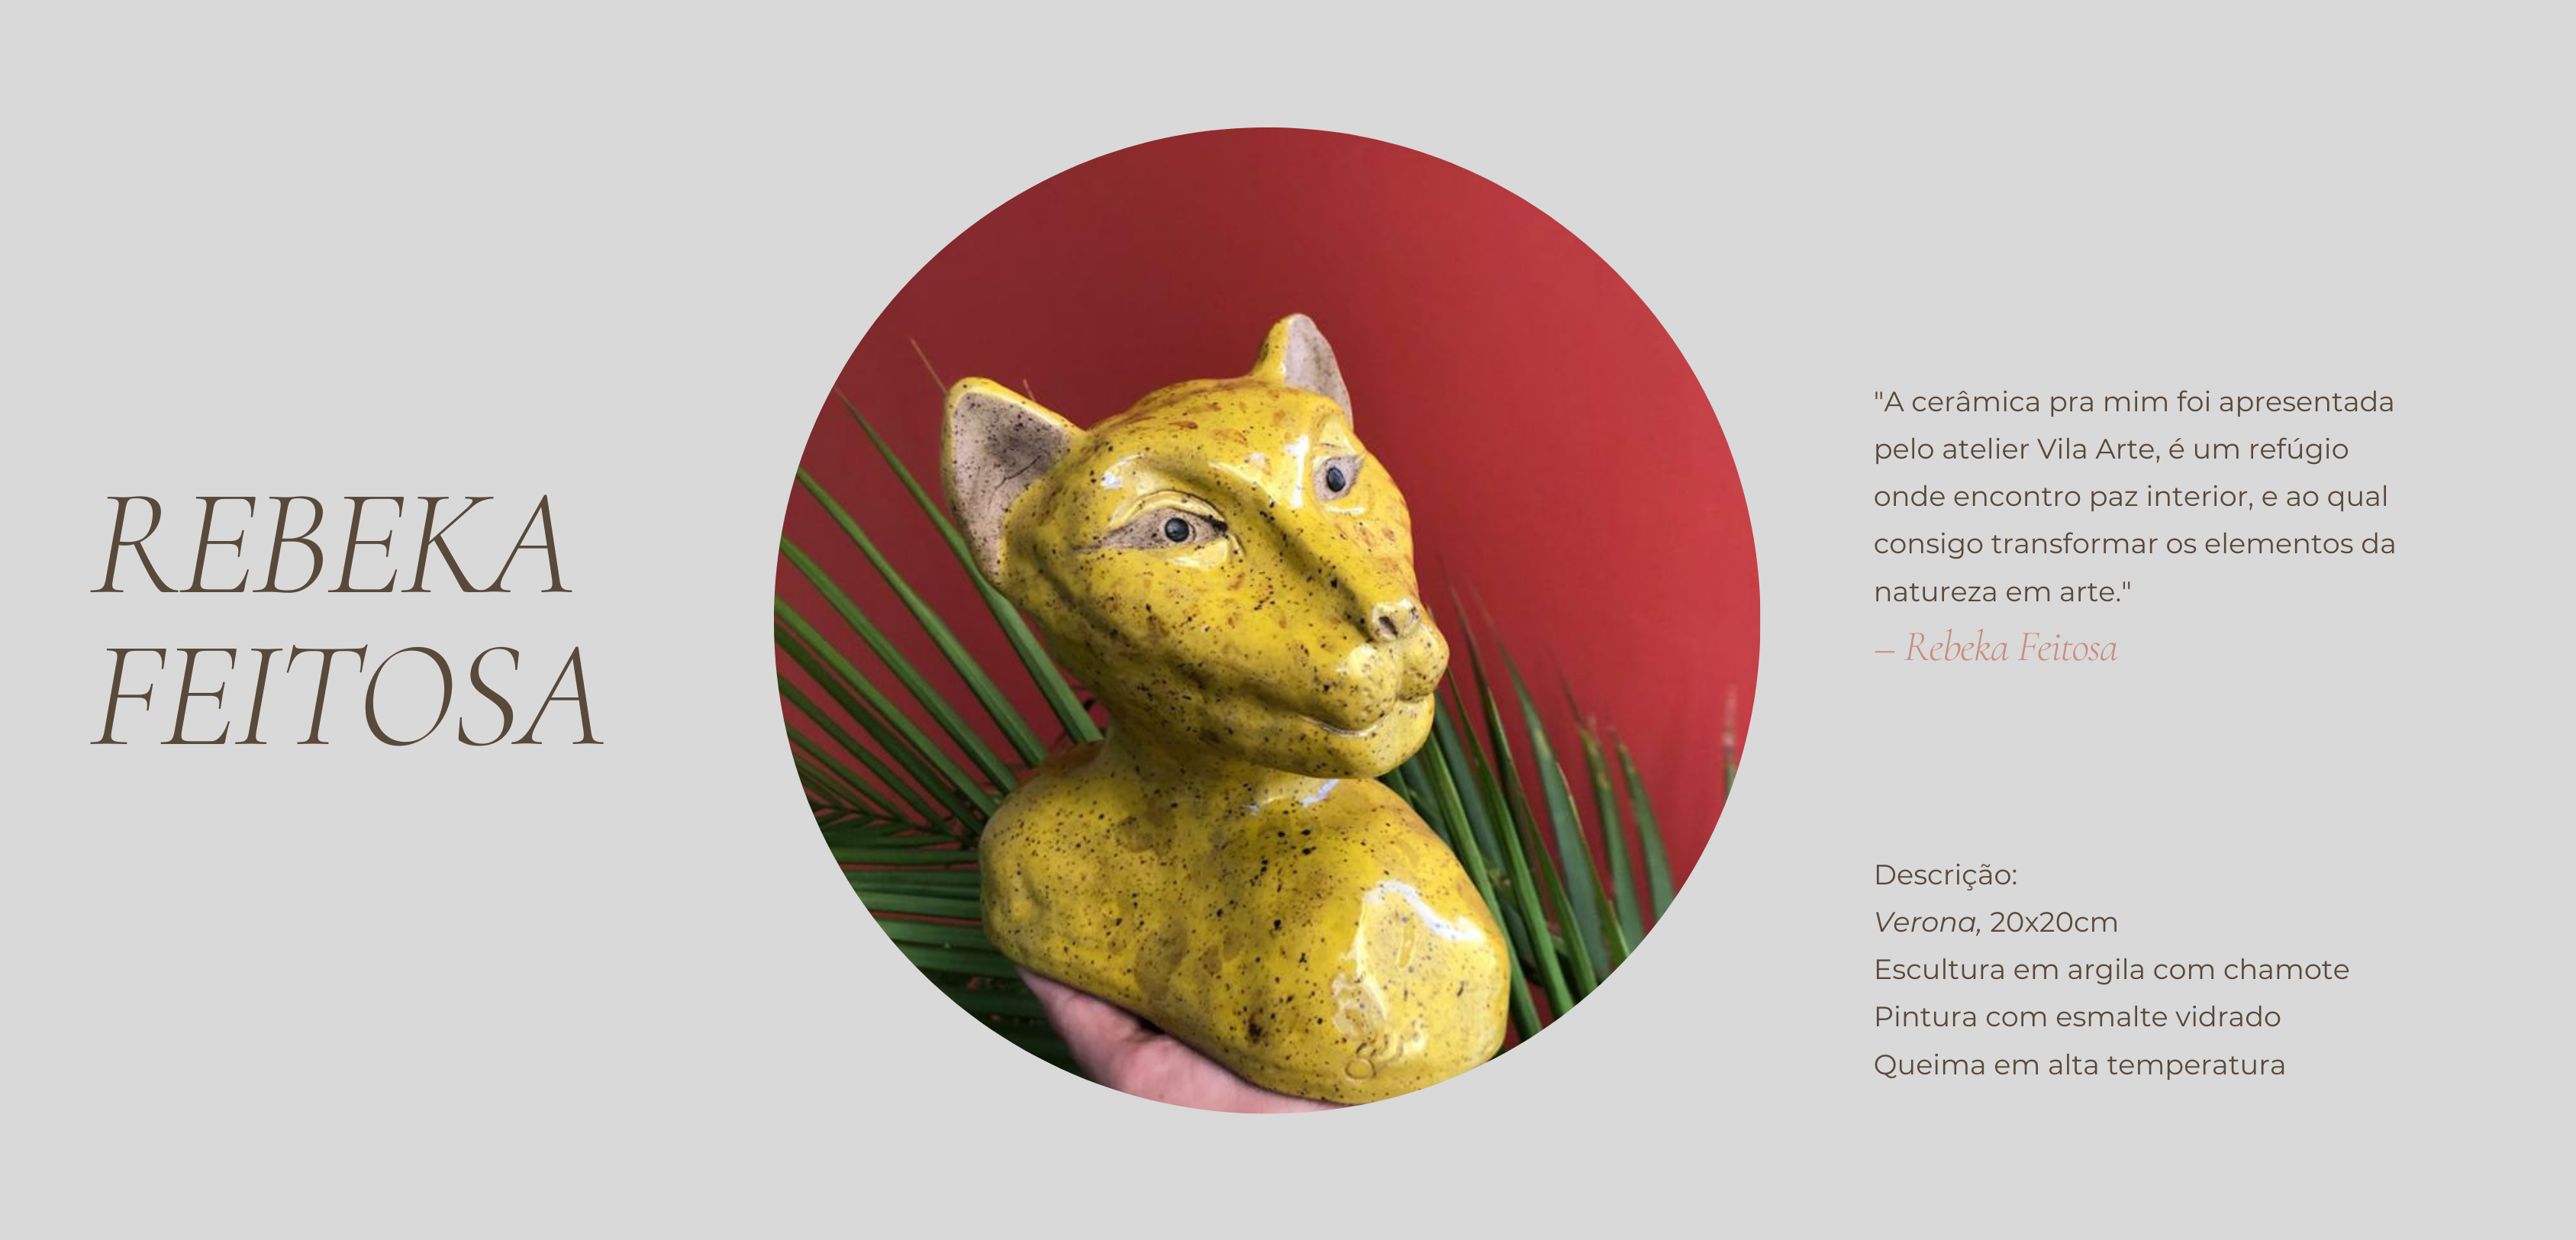 REBEKA
FEITOSA
"A cerâmica pra mim foi apresentada
pelo atelier Vila Arte, é um refúgio
onde encontro paz interior, e ao qual
consigo transformar os elementos da
natureza em arte."
– Rebeka Feitosa
Descrição:
Verona, 20x20cm
Escultura em argila com chamote
Pintura com esmalte vidrado
Queima em alta temperatura